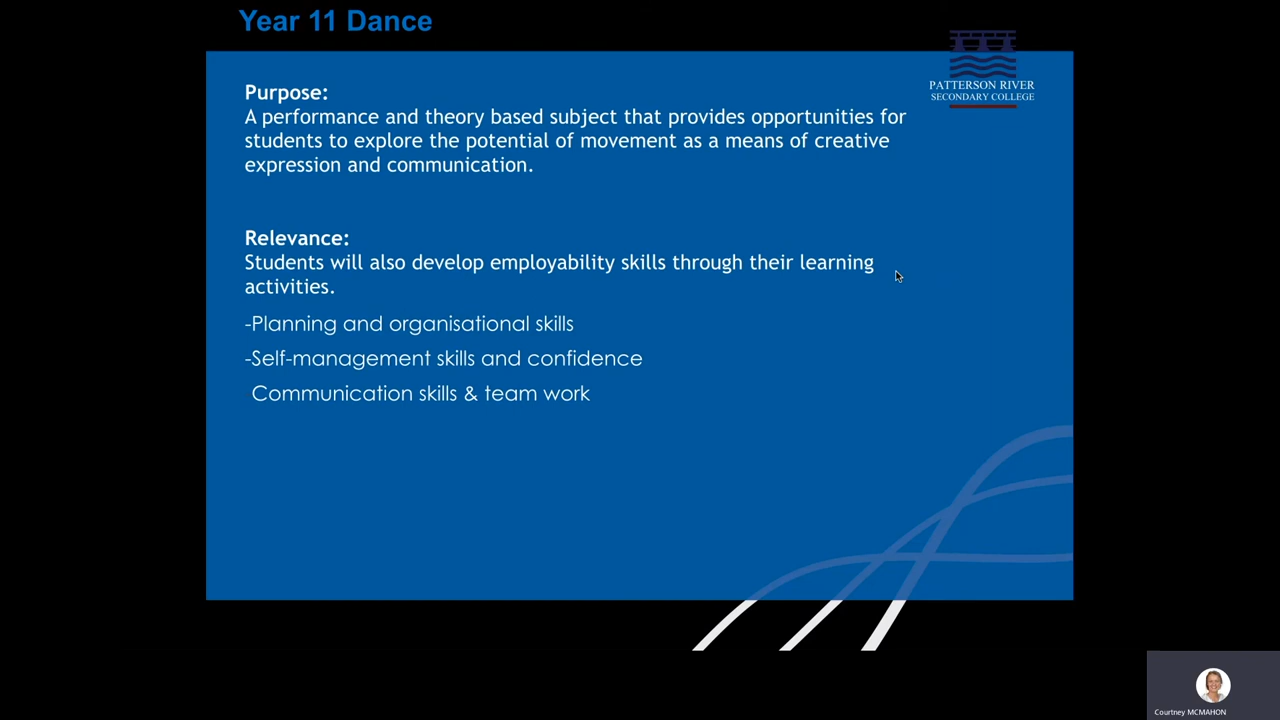 Year 11 Dance
PATTERSON RIVER
SECONDARY COLLEGE
Purpose:
A performance and theory based subject that provides opportunities for
students to explore the potential of movement as a means of creative
expression and communication.
Relevance:
Students will also develop employability skills through their learning
activities.
-Planning and organisational skills
-Self-management skills and confidence
Communication skills & team work
Courtney MCMAHON